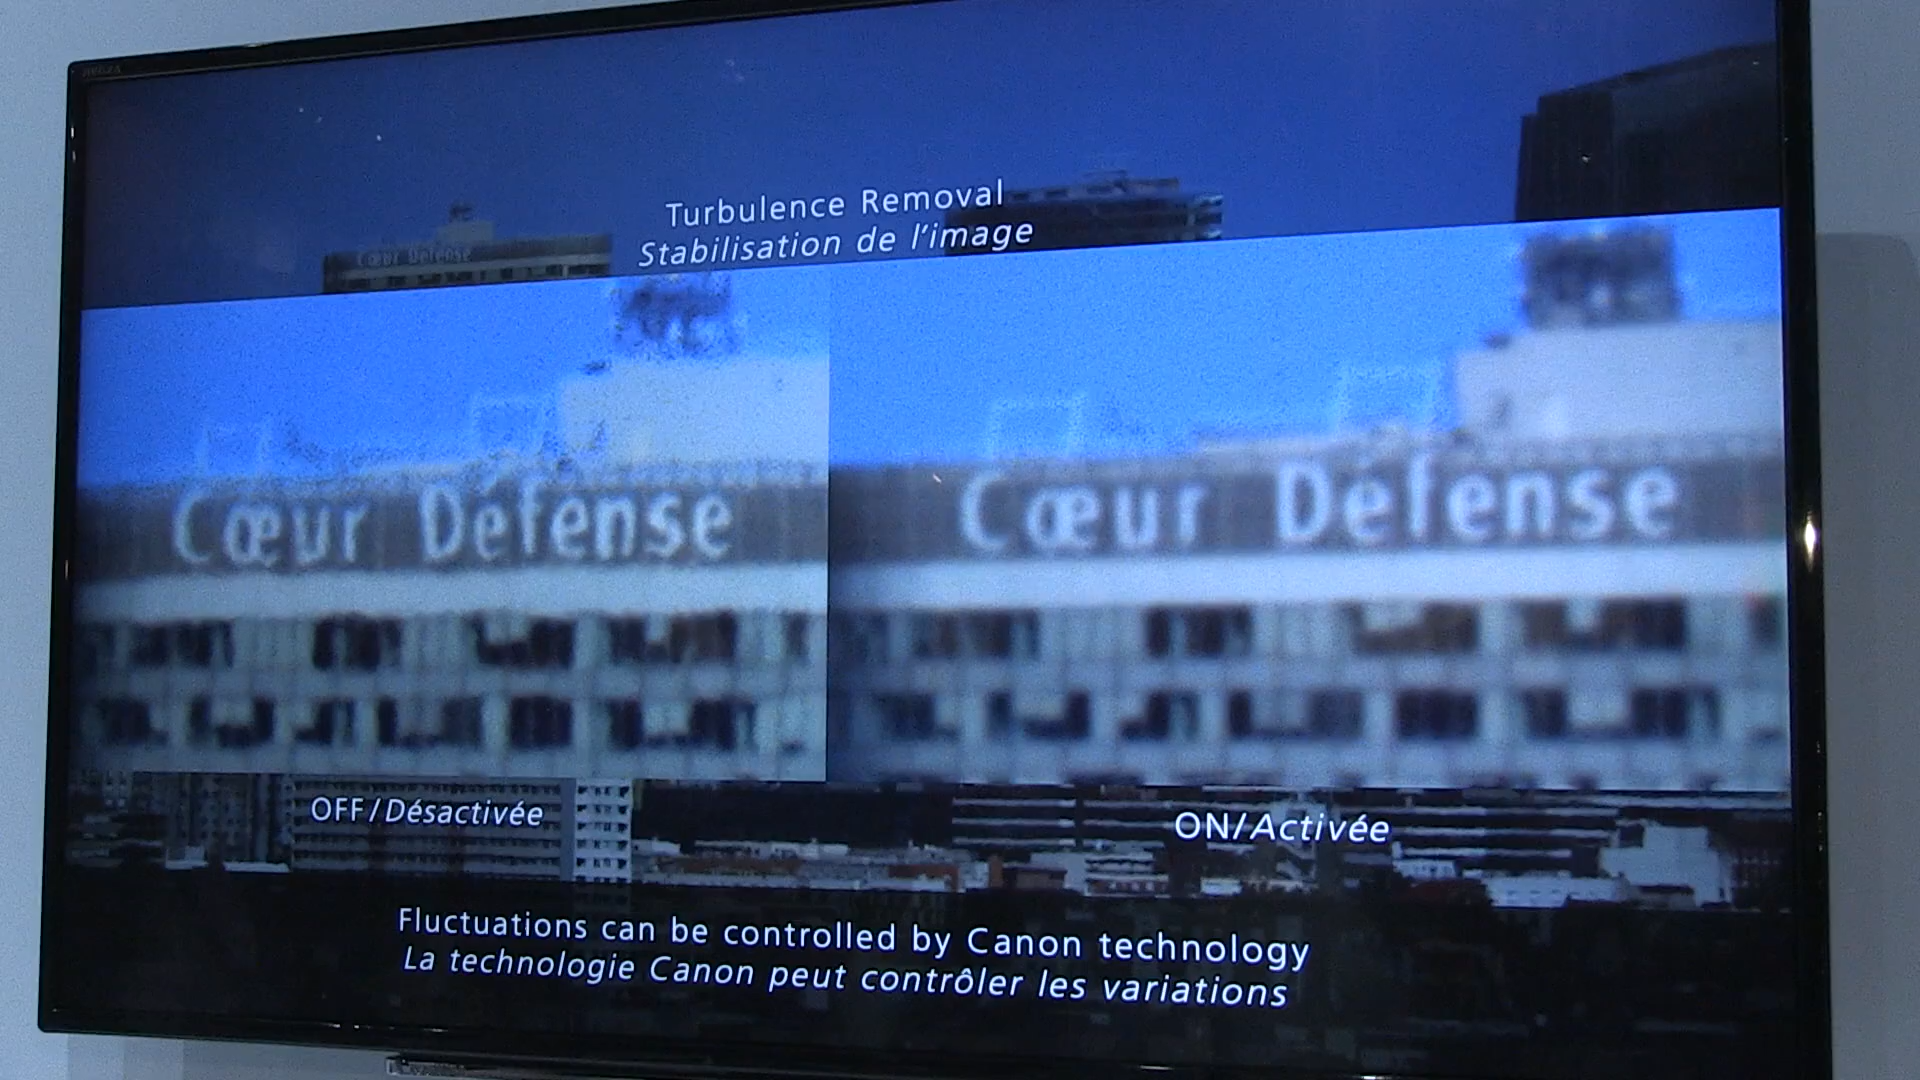 Turbulence Removal
Stabilisation de l'image
Cœur Défense
Cœur Défense
Cœur Défense
OFF/Désactivée
ON/Activée
Fluctuations can be controlled by Canon technology
La technologie Canon peut contrôler les variations